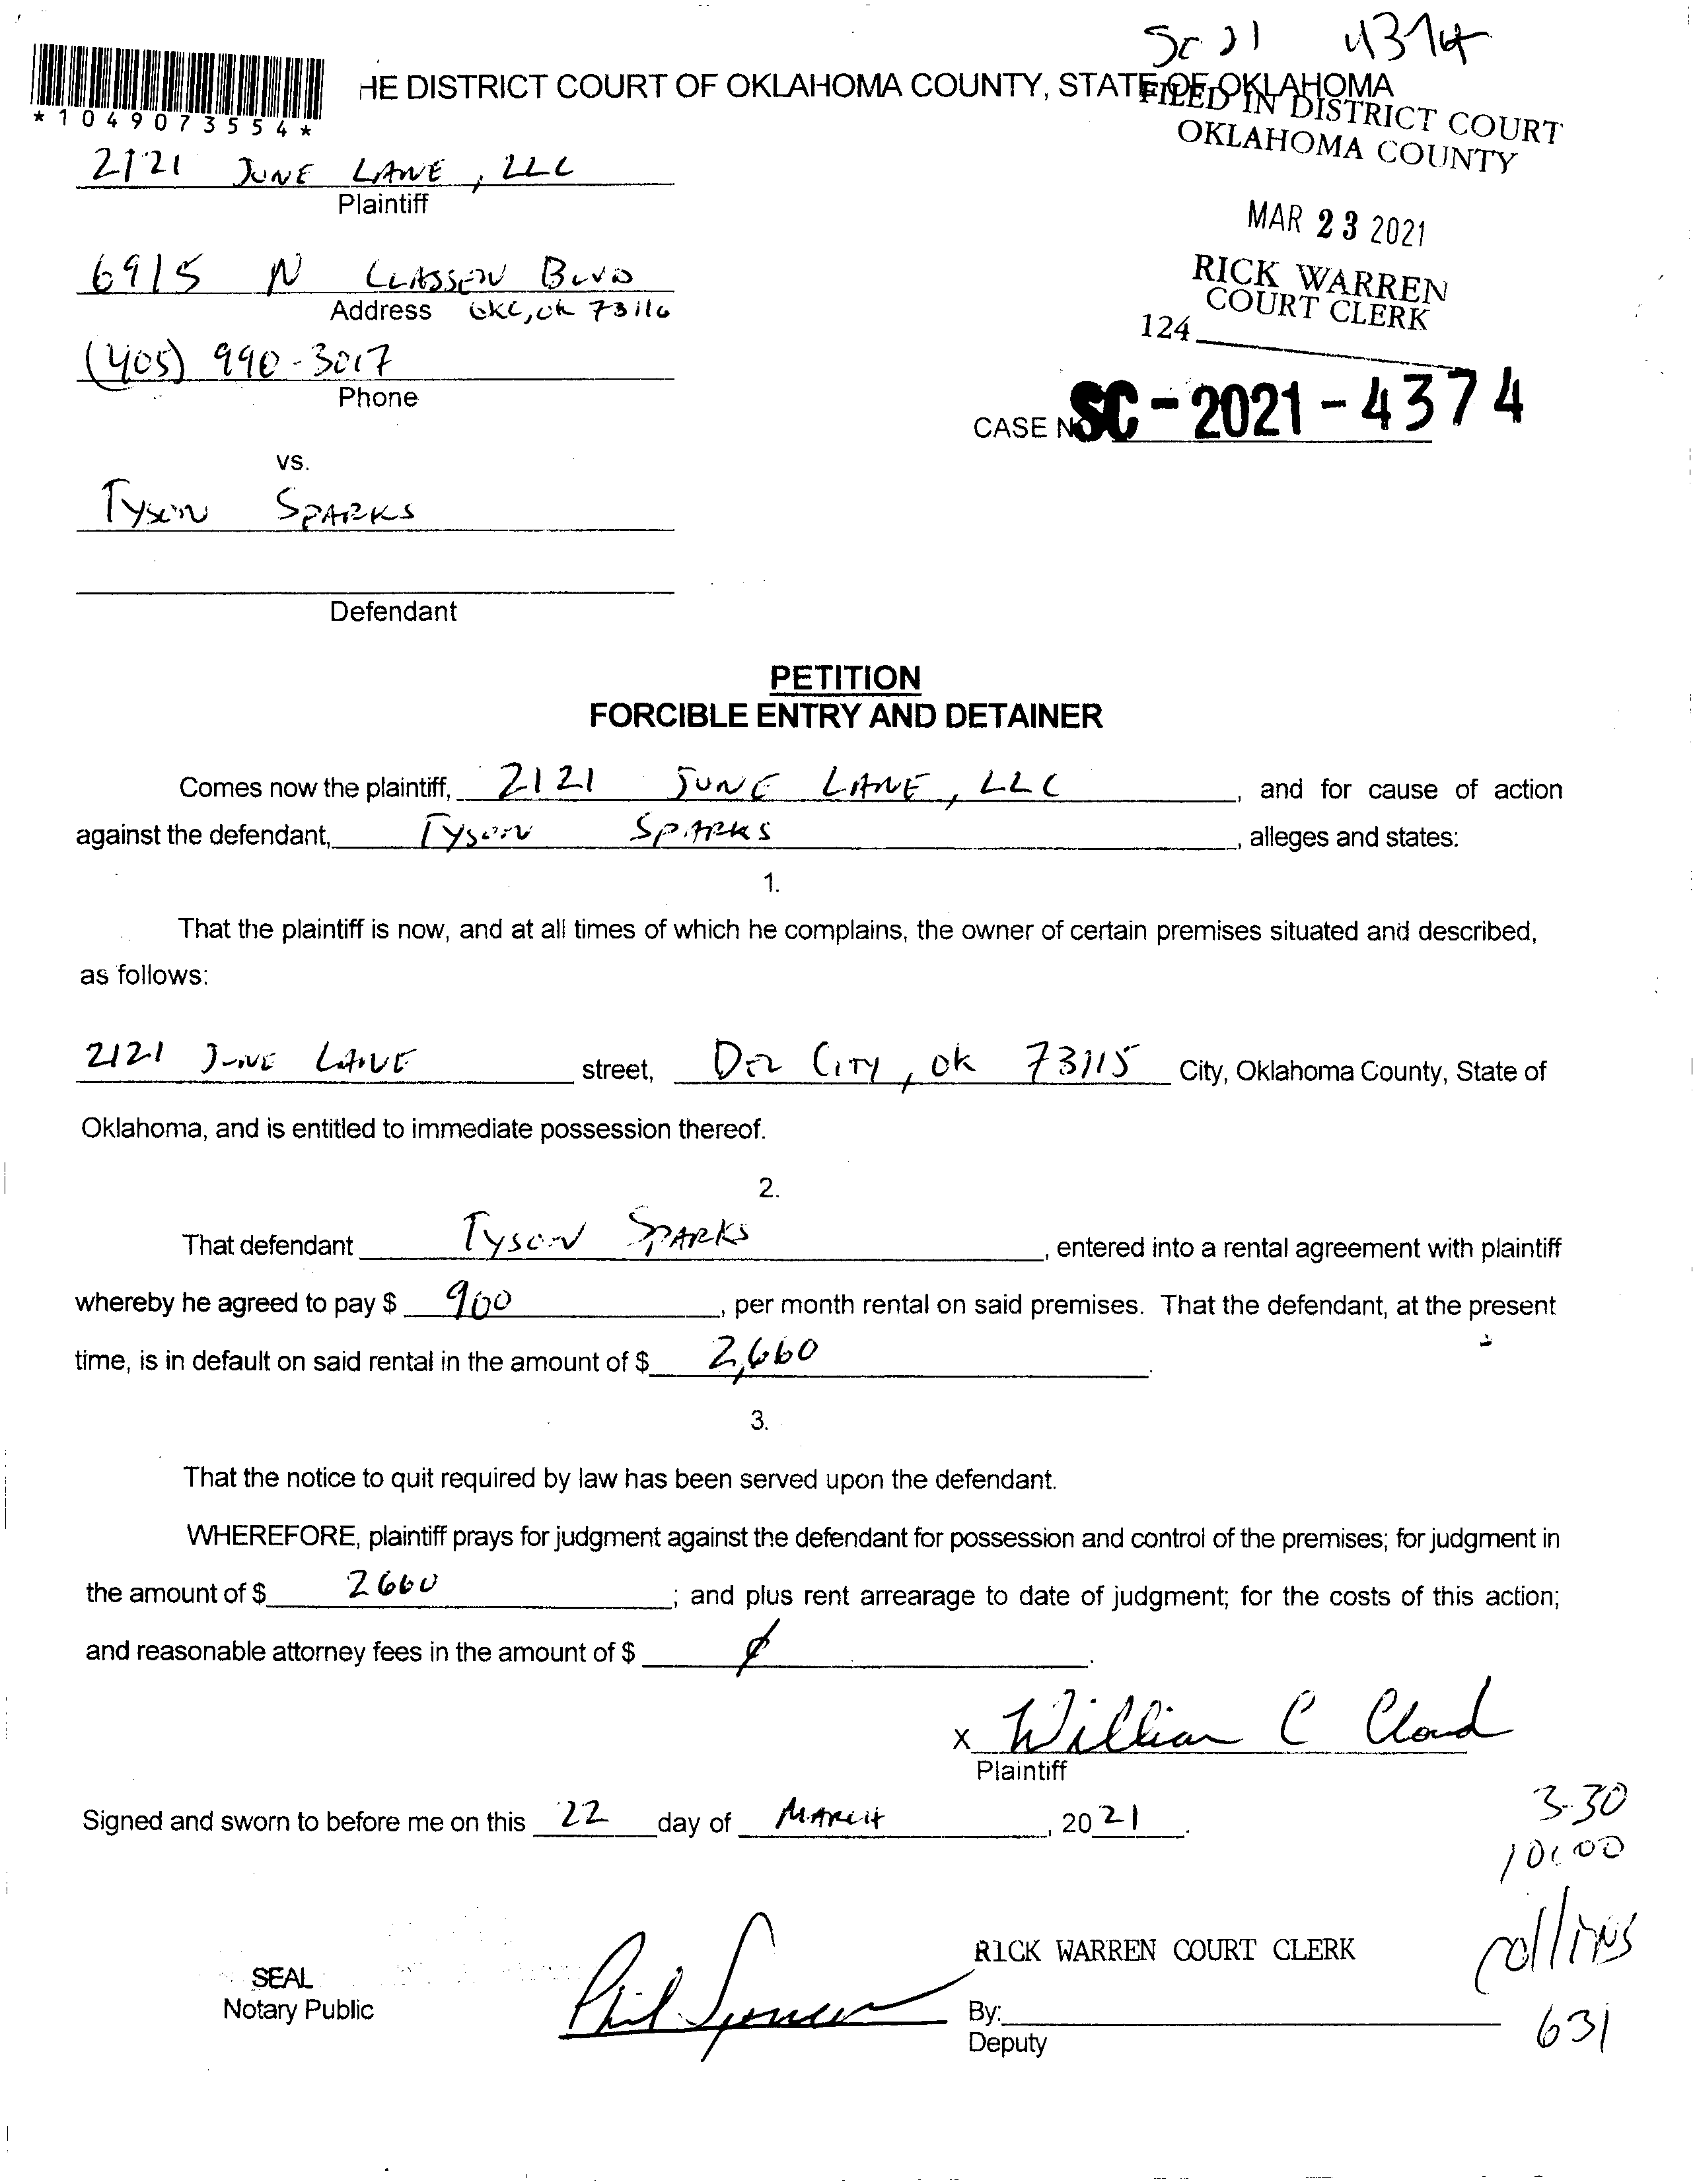 SC 21 4374
HE DISTRICT COURT OF OKLAHOMA COUNTY, STATE OF OKLAHOMA
*1049073554*
FILED IN DISTRICT COURT
OKLAHOMA COUNTY
2121 JUNE LANE, LLC
Plaintiff
MAR 23 2021
6915 N CLASSEN BLVD
Address OKC, OK 73116
RICK WARREN
COURT CLERK
124
(405) 990-3017
Phone
CASE N SC-2021-4374
vs.
TYSON SPARKS
Defendant
PETITION
FORCIBLE ENTRY AND DETAINER
Comes now the plaintiff, 2121 JUNE LANE, LLC, and for cause of action
against the defendant, TYSON SPARKS, alleges and states:
1.
That the plaintiff is now, and at all times of which he complains, the owner of certain premises situated and described,
as follows:
2121 JUNE LANE street, DEL CITY, OK 73115 City, Oklahoma County, State of
Oklahoma, and is entitled to immediate possession thereof.
2.
That defendant TYSON SPARKS, entered into a rental agreement with plaintiff
whereby he agreed to pay $ 900, per month rental on said premises. That the defendant, at the present
time, is in default on said rental in the amount of $ 2,660.
3.
That the notice to quit required by law has been served upon the defendant.
WHEREFORE, plaintiff prays for judgment against the defendant for possession and control of the premises; for judgment in
the amount of $ 2660; and plus rent arrearage to date of judgment; for the costs of this action;
and reasonable attorney fees in the amount of $ .
x William C Cloud
Plaintiff
Signed and sworn to before me on this 22 day of MARCH, 2021.
3-30
10:00
RICK WARREN COURT CLERK
Collins
SEAL
Notary Public
Phil Spencer
By:
Deputy
631